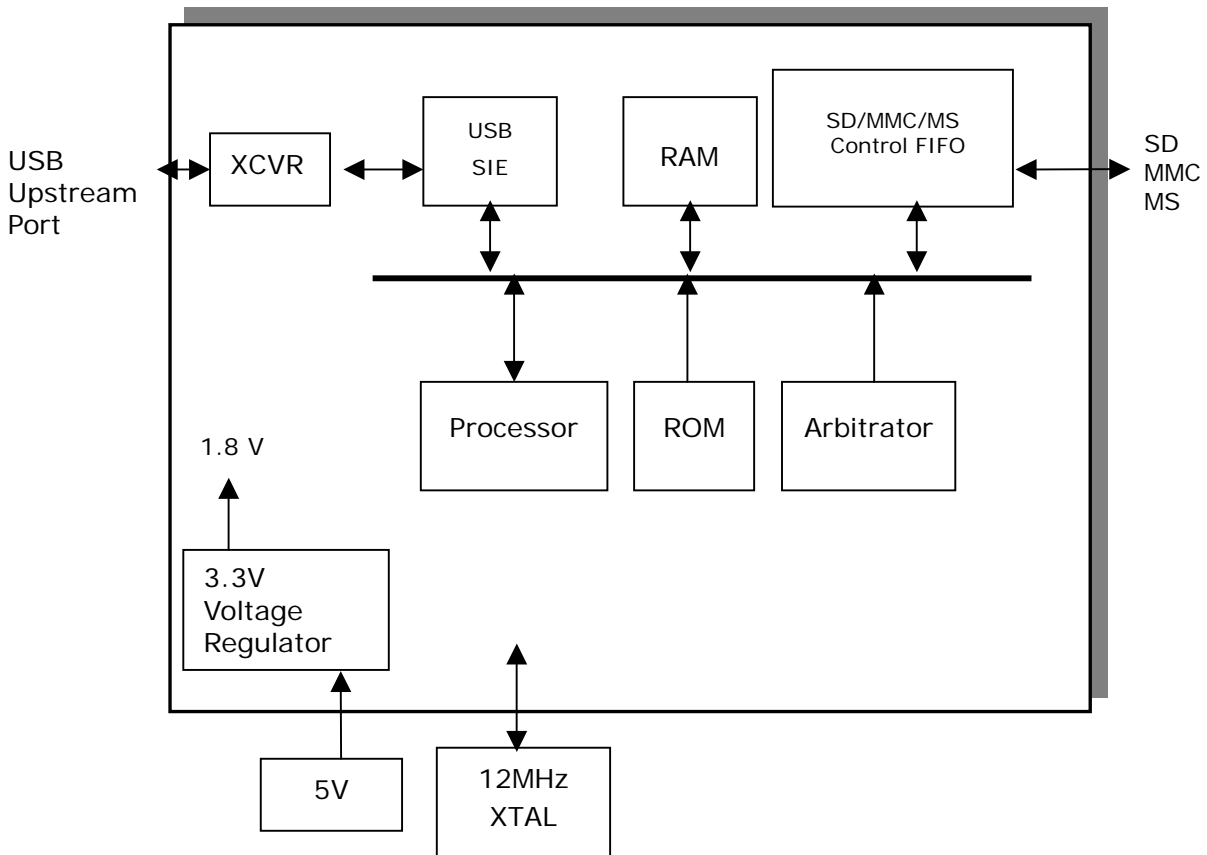 USB
Upstream
Port
XCVR
USB
SIE
RAM
SD/MMC/MS
Control FIFO
SD
MMC
MS
Processor
ROM
Arbitrator
1.8 V
3.3V
Voltage
Regulator
5V
12MHz
XTAL